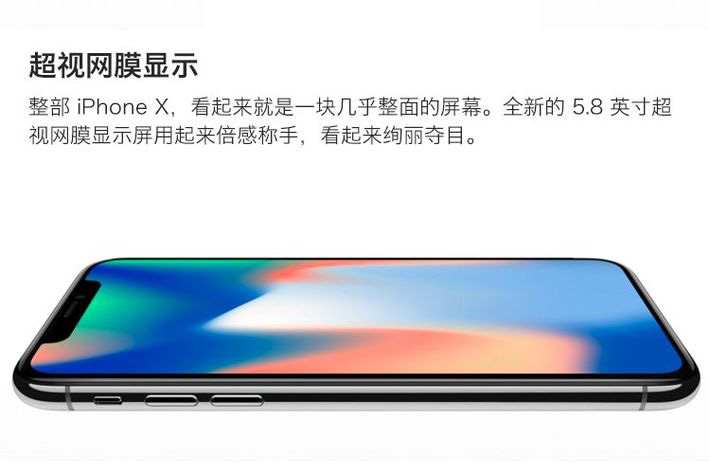 超视网膜显示
整部 iPhone X，看起来就是一块几乎整面的屏幕。全新的 5.8 英寸超
视网膜显示屏用起来倍感称手，看起来绚丽夺目。